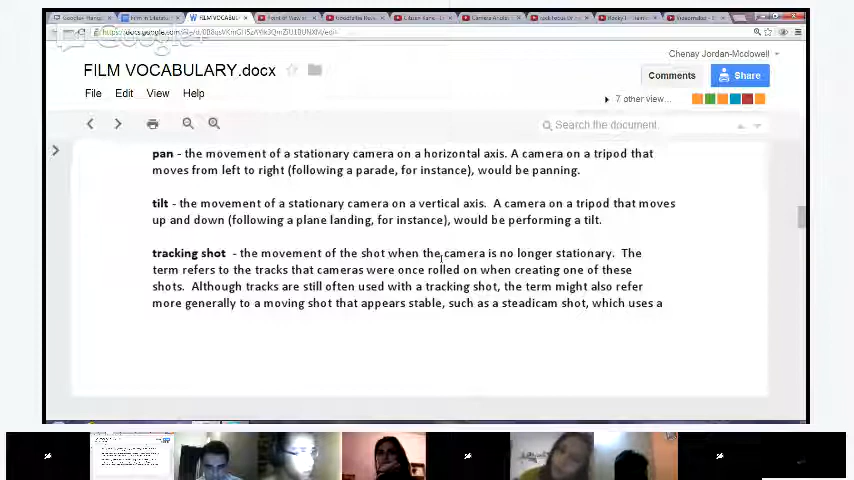 FILM VOCABULARY.docx
Chenay Jordan-Mcdowell
Comments
Share
File Edit View Help
7 other view...
Search the document.
pan - the movement of a stationary camera on a horizontal axis. A camera on a tripod that
moves from left to right (following a parade, for instance), would be panning.
tilt - the movement of a stationary camera on a vertical axis. A camera on a tripod that moves
up and down (following a plane landing, for instance), would be performing a tilt.
tracking shot - the movement of the shot when the camera is no longer stationary. The
term refers to the tracks that cameras were once rolled on when creating one of these
shots. Although tracks are still often used with a tracking shot, the term might also refer
more generally to a moving shot that appears stable, such as a steadicam shot, which uses a